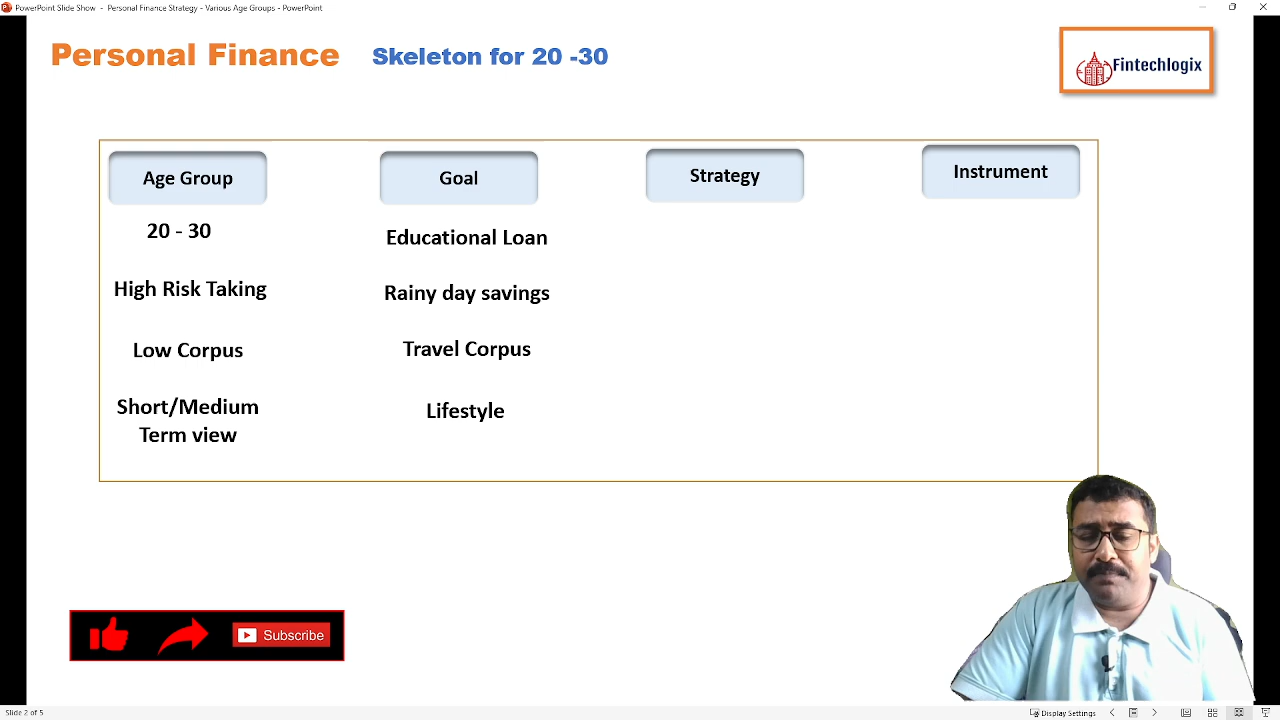 PowerPoint Slide Show - Personal Finance Strategy - Various Age Groups - PowerPoint
Personal Finance Skeleton for 20 -30
Fintechlogix
Age Group
Goal
Strategy
Instrument
20 - 30
Educational Loan
High Risk Taking
Rainy day savings
Low Corpus
Travel Corpus
Short/Medium
Term view
Lifestyle
Subscribe
Slide 2 of 5
Display Settings